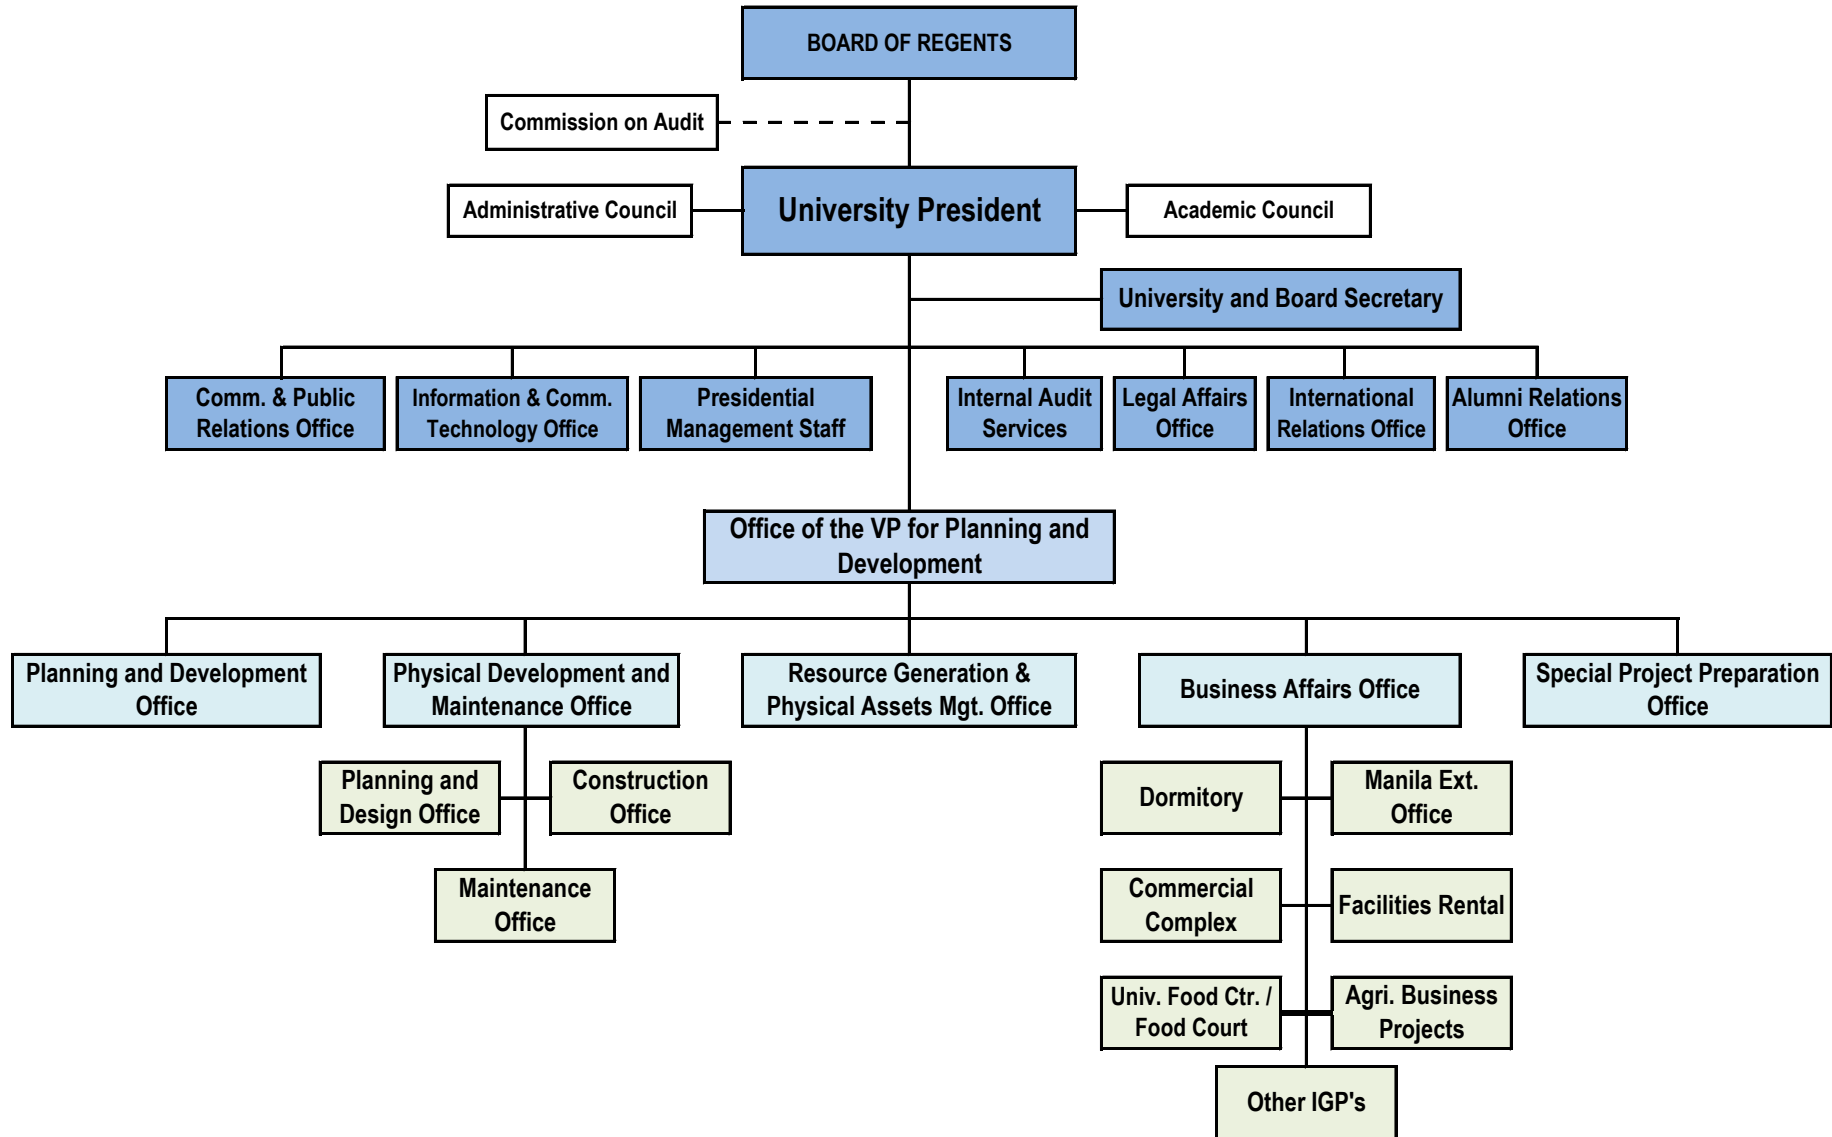 BOARD OF REGENTS
Commission on Audit
Administrative Council
University President
Academic Council
University and Board Secretary
Comm. & Public
Relations Office
Information & Comm.
Technology Office
Presidential
Management Staff
Internal Audit
Services
Legal Affairs
Office
International
Relations Office
Alumni Relations
Office
Office of the VP for Planning and
Development
Planning and Development
Office
Physical Development and
Maintenance Office
Resource Generation &
Physical Assets Mgt. Office
Business Affairs Office
Special Project Preparation
Office
Planning and
Design Office
Construction
Office
Maintenance
Office
Dormitory
Manila Ext.
Office
Commercial
Complex
Facilities Rental
Univ. Food Ctr. /
Food Court
Agri. Business
Projects
Other IGP's